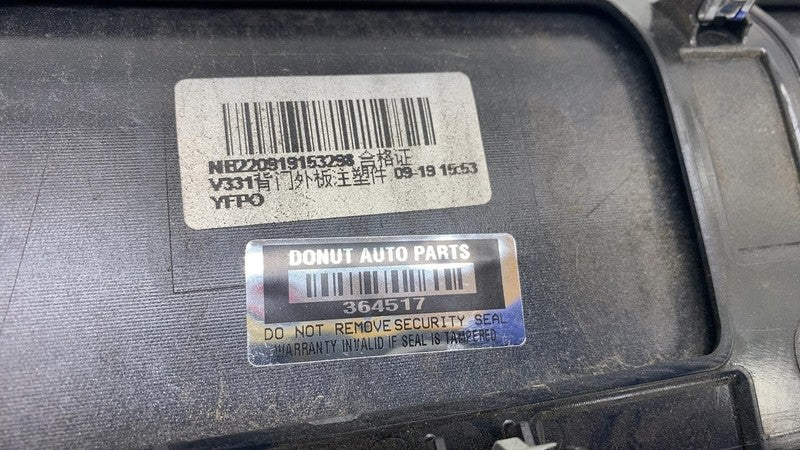 NB220919153298 合格证
V331背门外板注塑件 09-19 15:53
YFPO
DONUT AUTO PARTS
364517
DO NOT REMOVE SECURITY SEAL
WARRANTY INVALID IF SEAL IS TAMPERED